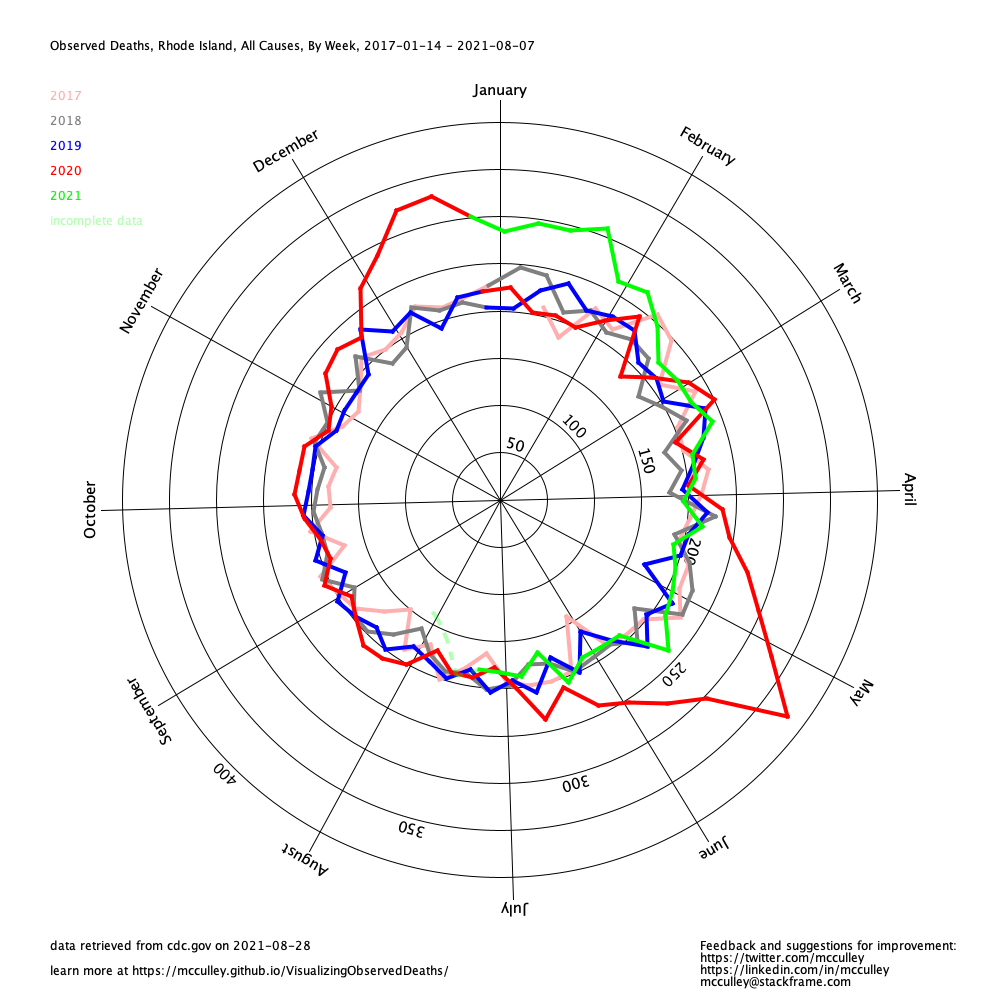 Observed Deaths, Rhode Island, All Causes, By Week, 2017-01-14 - 2021-08-07
January
2017
2018
2019
2020
2021
incomplete data
December
February
November
March
50
100
150
October
April
200
250
September
May
400
300
350
August
June
July
data retrieved from cdc.gov on 2021-08-28
learn more at https://mcculley.github.io/VisualizingObservedDeaths/
Feedback and suggestions for improvement:
https://twitter.com/mcculley
https://linkedin.com/in/mcculley
mcculley@stackframe.com